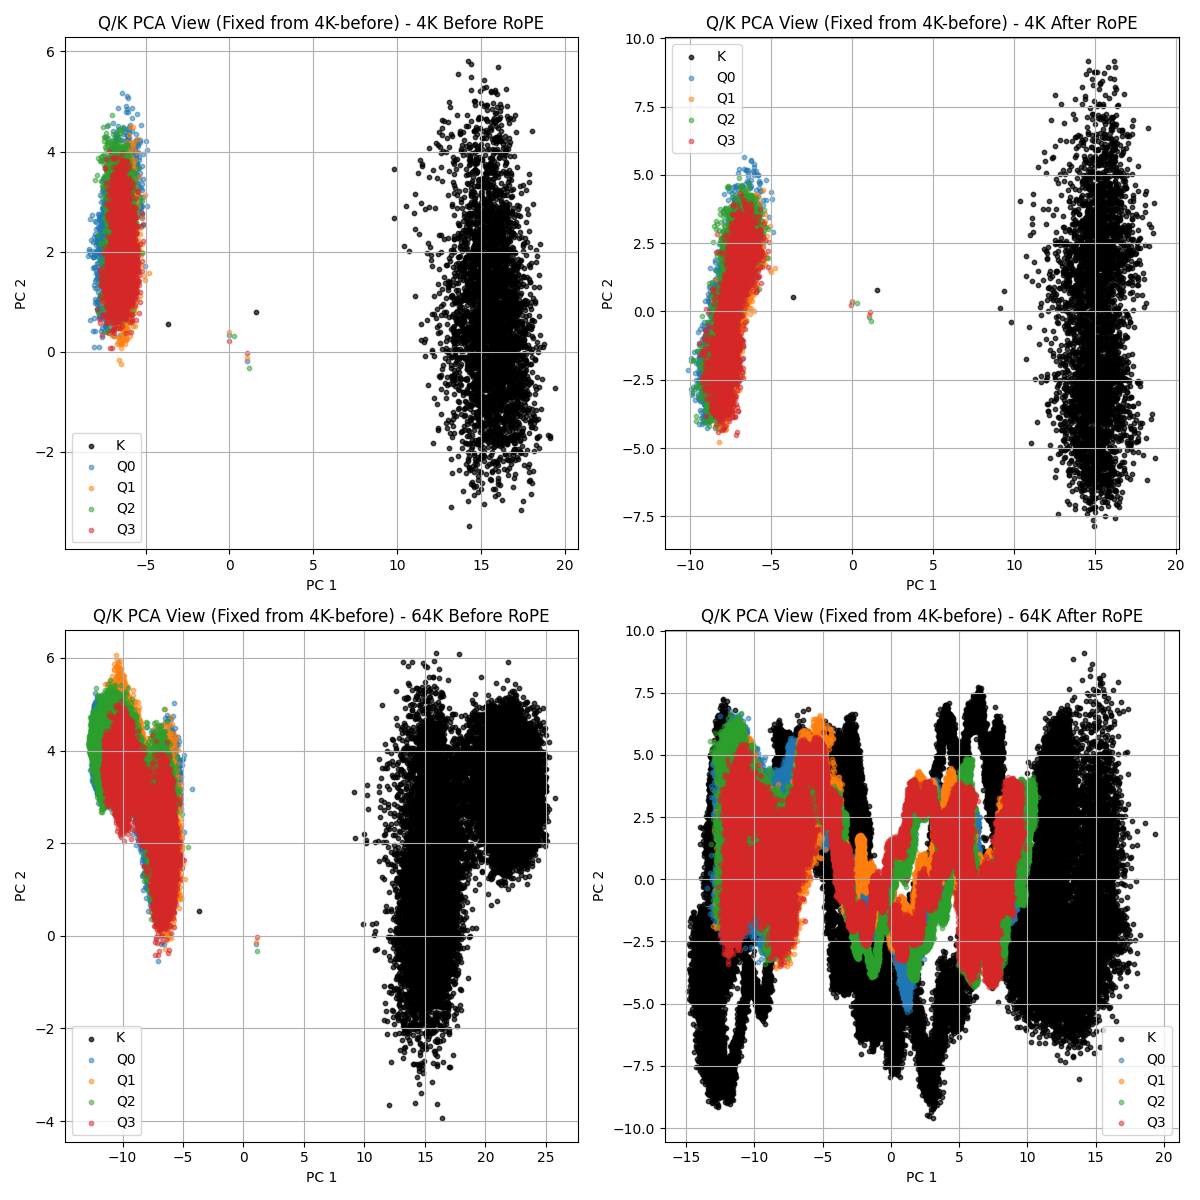 Q/K PCA View (Fixed from 4K-before) - 4K Before RoPE
6
4
2
0
−2
PC 2
−5
0
5
10
15
20
PC 1
K
Q0
Q1
Q2
Q3
Q/K PCA View (Fixed from 4K-before) - 4K After RoPE
10.0
7.5
5.0
2.5
0.0
−2.5
−5.0
−7.5
PC 2
−10
−5
0
5
10
15
20
PC 1
K
Q0
Q1
Q2
Q3
Q/K PCA View (Fixed from 4K-before) - 64K Before RoPE
6
4
2
0
−2
−4
PC 2
−10
−5
0
5
10
15
20
25
PC 1
K
Q0
Q1
Q2
Q3
Q/K PCA View (Fixed from 4K-before) - 64K After RoPE
10.0
7.5
5.0
2.5
0.0
−2.5
−5.0
−7.5
−10.0
PC 2
−15
−10
−5
0
5
10
15
20
PC 1
K
Q0
Q1
Q2
Q3